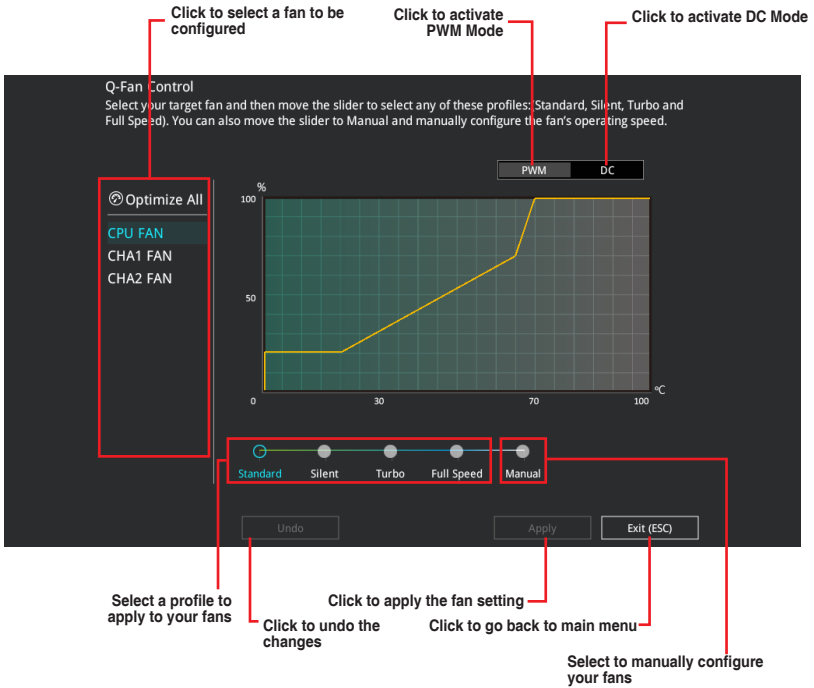 Click to select a fan to be
configured
Click to activate
PWM Mode
Click to activate DC Mode
Q-Fan Control
Select your target fan and then move the slider to select any of these profiles: Standard, Silent, Turbo and
Full Speed). You can also move the slider to Manual and manually configure the fan's operating speed.
PWM
DC
Optimize All
CPU FAN
CHA1 FAN
CHA2 FAN
%
100
50
0
30
70
100
ºC
Standard
Silent
Turbo
Full Speed
Manual
Undo
Apply
Exit (ESC)
Select a profile to
apply to your fans
Click to undo the
changes
Click to apply the fan setting
Click to go back to main menu
Select to manually configure
your fans